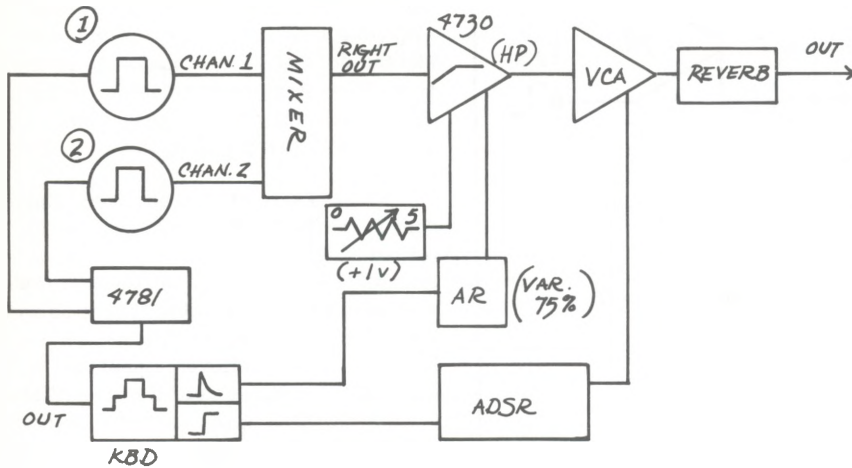 1
CHAN. 1
MIXER
RIGHT
OUT
4730
(HP)
VCA
REVERB
OUT
2
CHAN. 2
0 5
(+1V)
4781
AR
(VAR.
75%)
OUT
KBD
ADSR